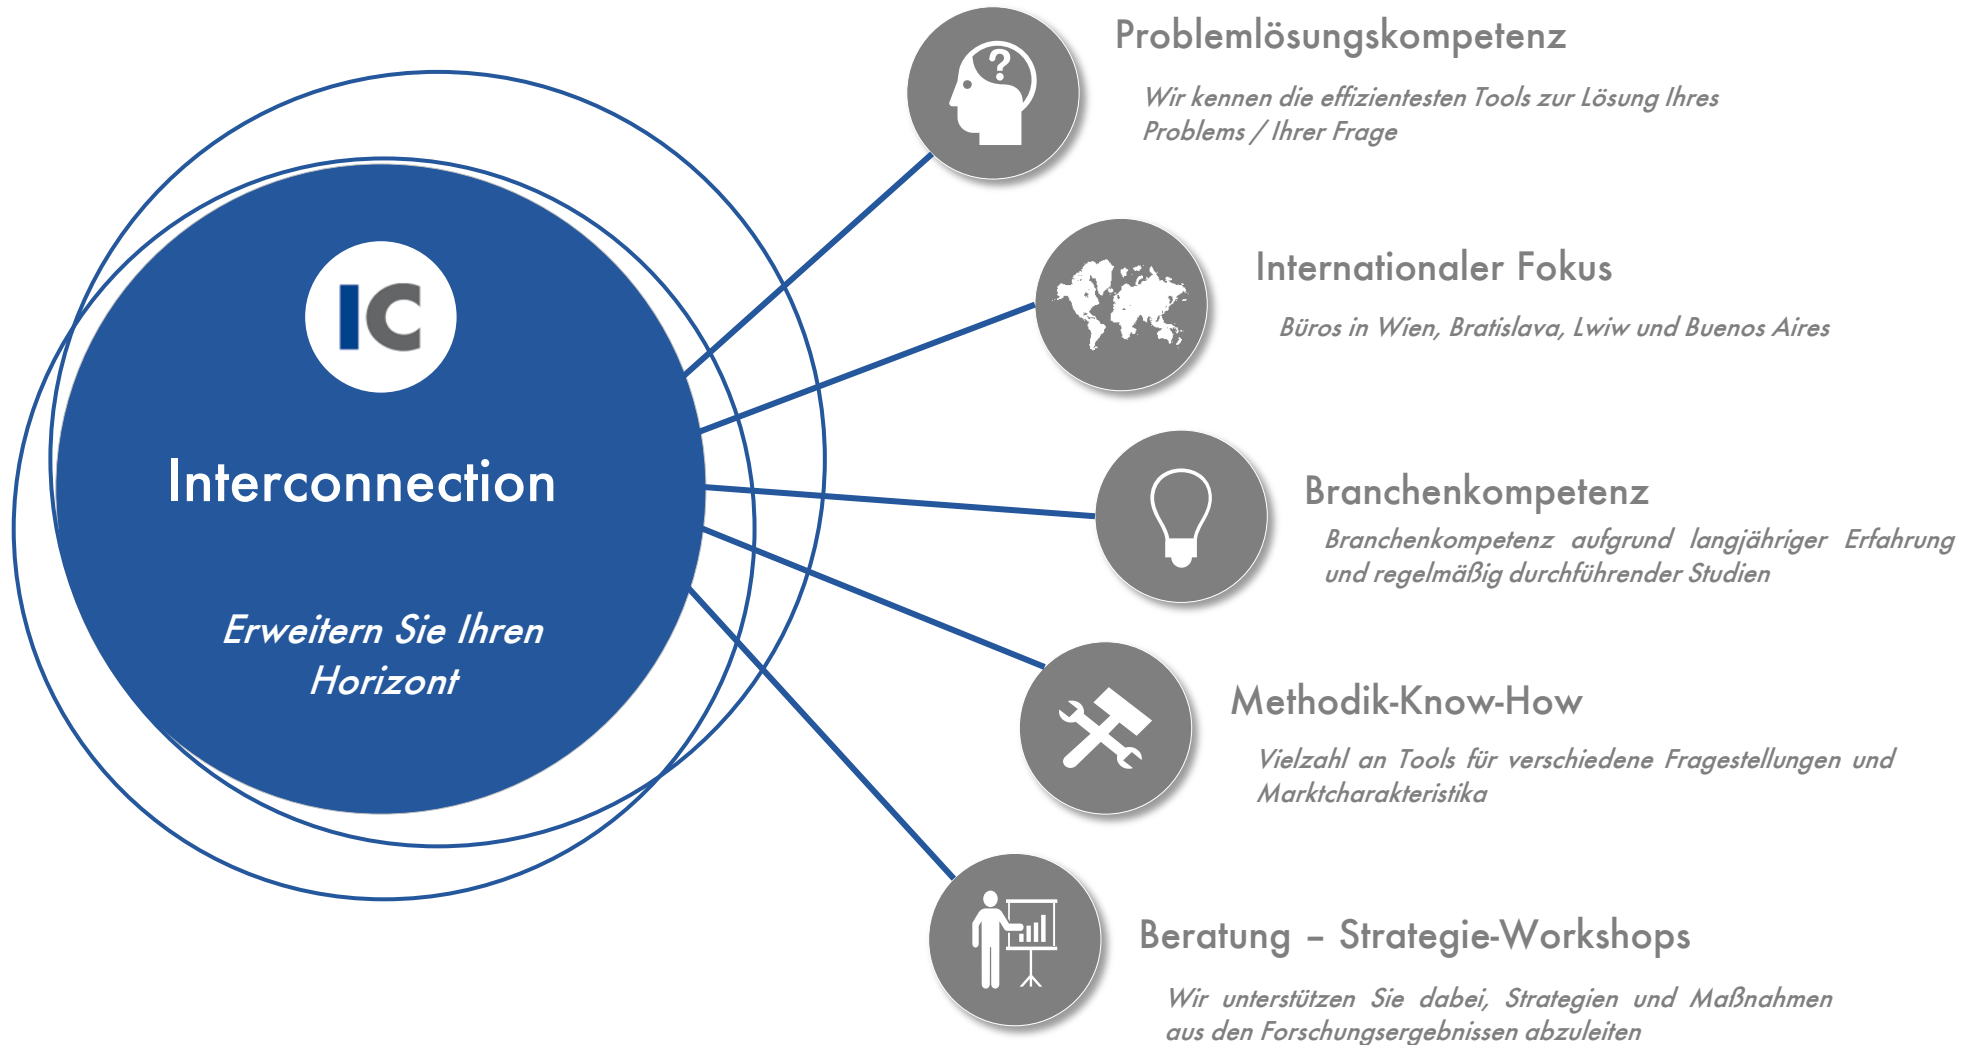 IC
Interconnection
Erweitern Sie Ihren
Horizont
Problemlösungskompetenz
Wir kennen die effizientesten Tools zur Lösung Ihres
Problems / Ihrer Frage
Internationaler Fokus
Büros in Wien, Bratislava, Lwiw und Buenos Aires
Branchenkompetenz
Branchenkompetenz aufgrund langjähriger Erfahrung
und regelmäßig durchführender Studien
Methodik-Know-How
Vielzahl an Tools für verschiedene Fragestellungen und
Marktcharakteristika
Beratung – Strategie-Workshops
Wir unterstützen Sie dabei, Strategien und Maßnahmen
aus den Forschungsergebnissen abzuleiten